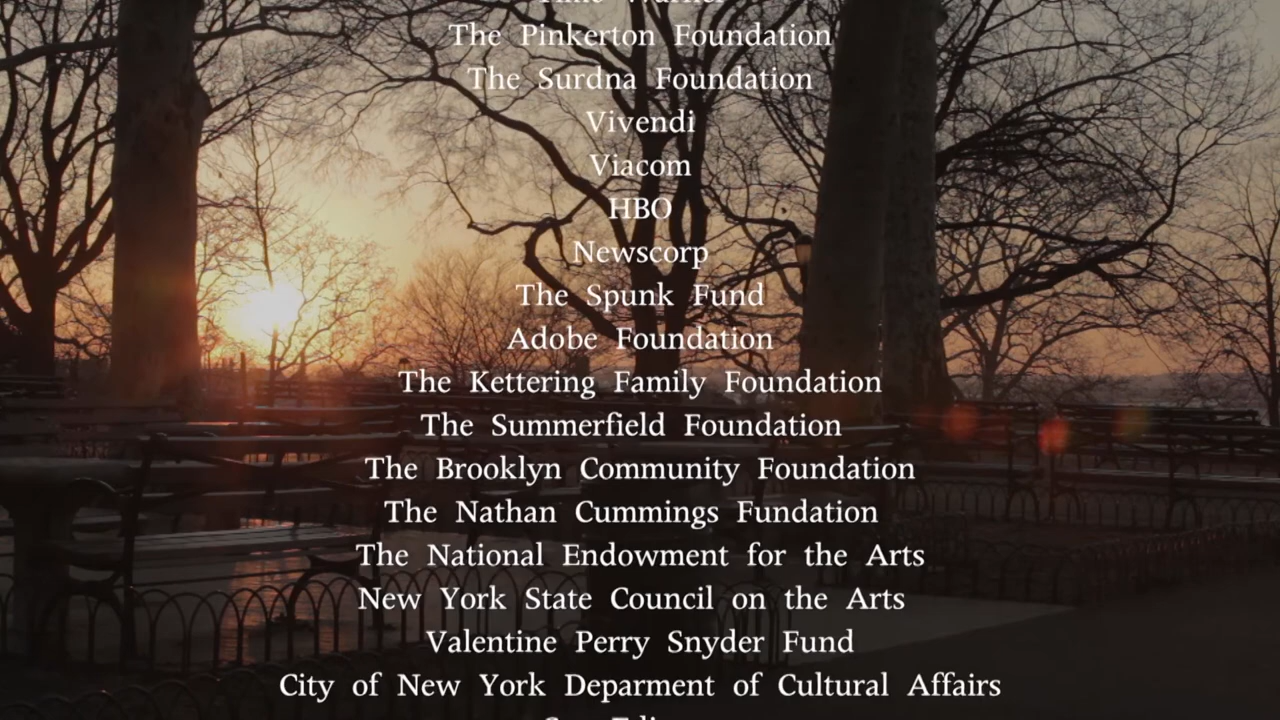 The Pinkerton Foundation
The Surdna Foundation
Vivendi
Viacom
HBO
Newscorp
The Spunk Fund
Adobe Foundation
The Kettering Family Foundation
The Summerfield Foundation
The Brooklyn Community Foundation
The Nathan Cummings Fundation
The National Endowment for the Arts
New York State Council on the Arts
Valentine Perry Snyder Fund
City of New York Deparment of Cultural Affairs